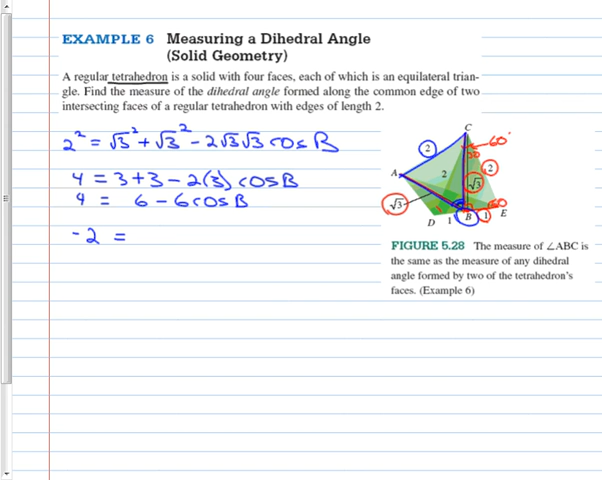 EXAMPLE 6 Measuring a Dihedral Angle
(Solid Geometry)
A regular tetrahedron is a solid with four faces, each of which is an equilateral trian-
gle. Find the measure of the dihedral angle formed along the common edge of two
intersecting faces of a regular tetrahedron with edges of length 2.
2² = √3² + √3² - 2√3√3 cos B
4 = 3 + 3 - 2(3) cos B
4 = 6 - 6 cos B
-2 =
C
60°
2
30
2
A
2
√3
√3
60
D
1
B
1
E
FIGURE 5.28 The measure of ∠ABC is
the same as the measure of any dihedral
angle formed by two of the tetrahedron's
faces. (Example 6)